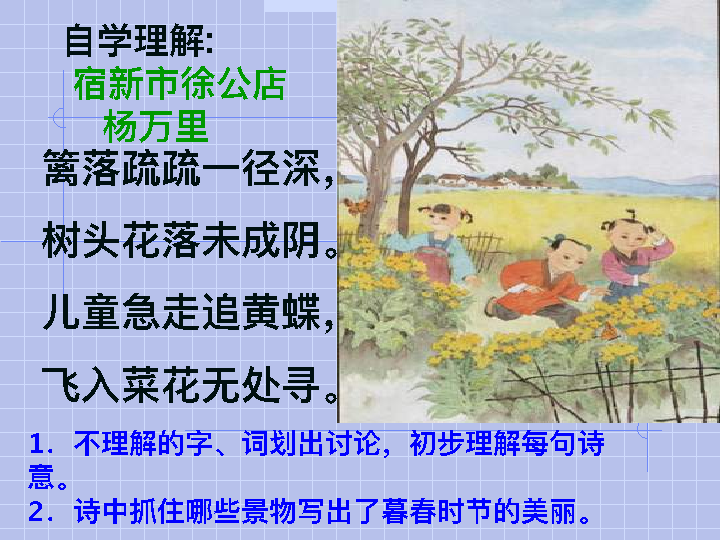 自学理解:
宿新市徐公店
杨万里
篱落疏疏一径深，
树头花落未成阴。
儿童急走追黄蝶，
飞入菜花无处寻。
1．不理解的字、词划出讨论，初步理解每句诗
意。
2．诗中抓住哪些景物写出了暮春时节的美丽。